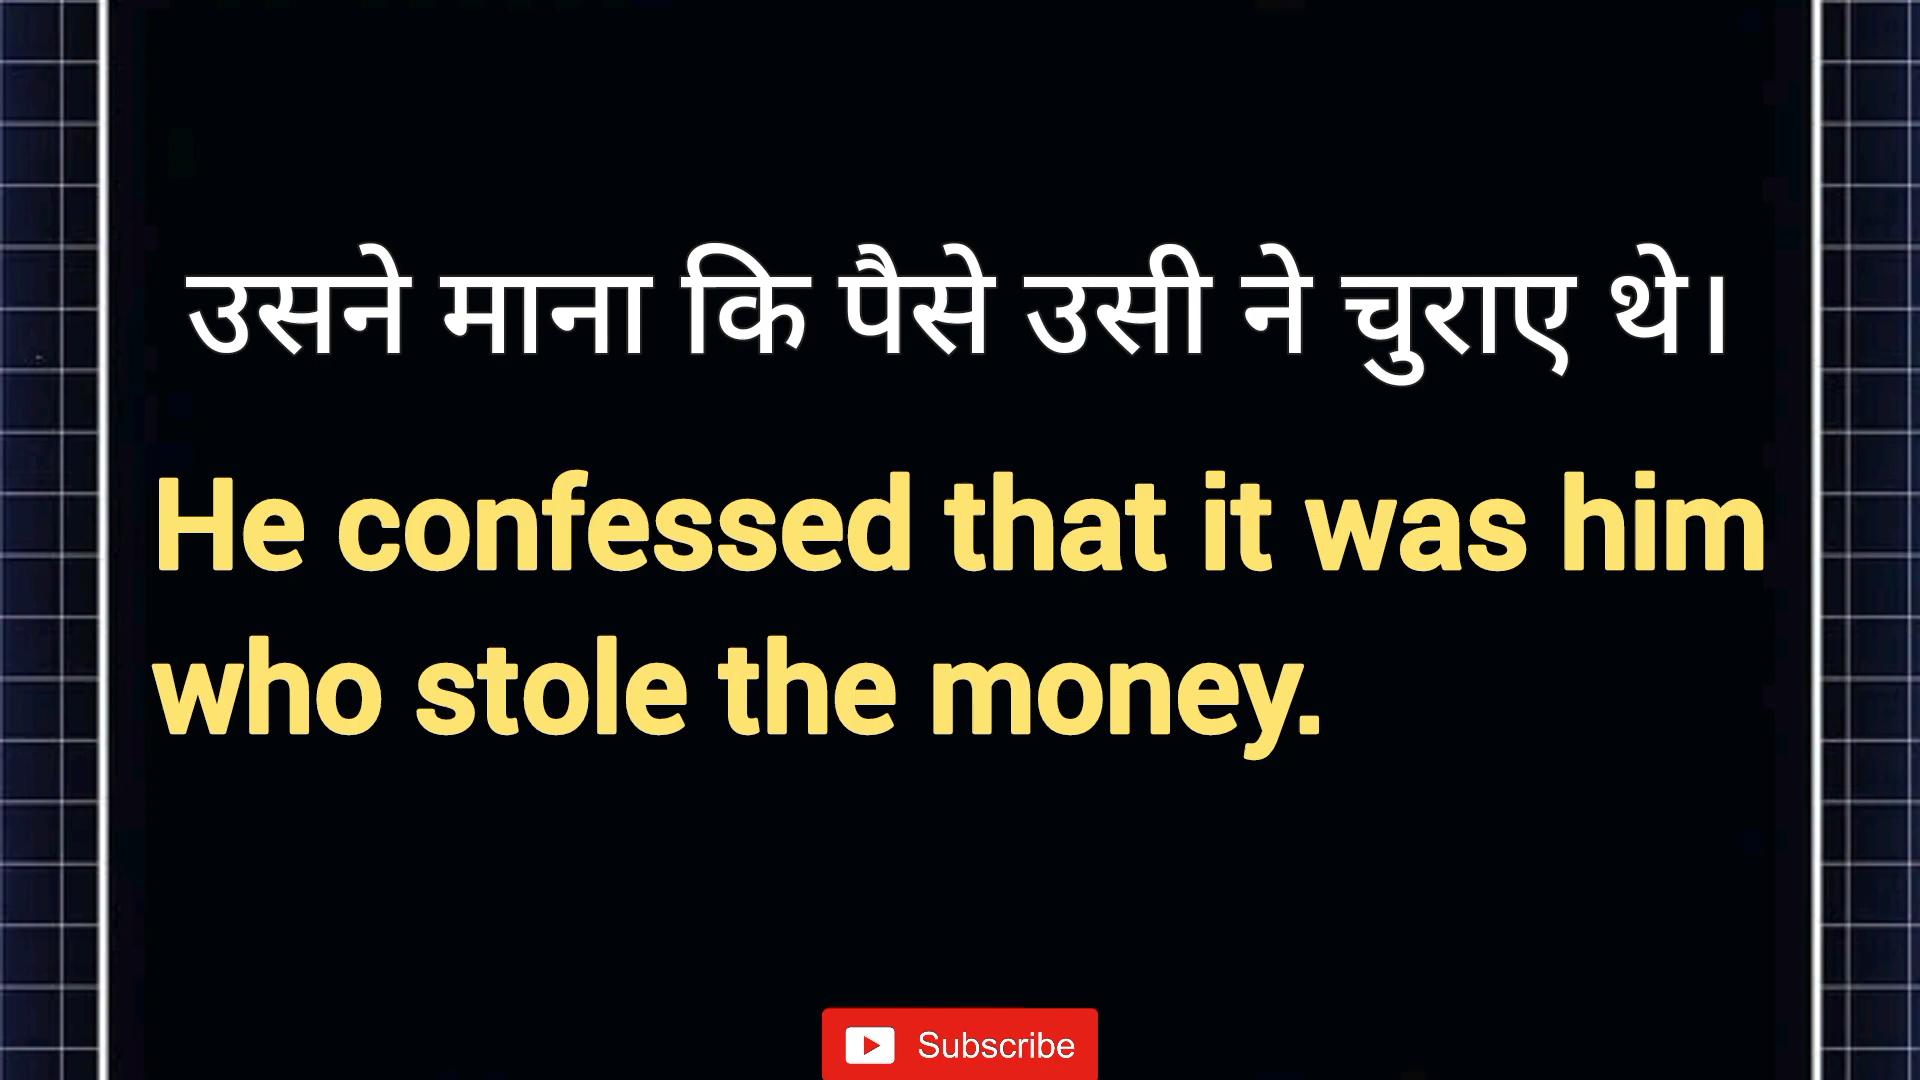 उसने माना कि पैसे उसी ने चुराए थे।
He confessed that it was him
who stole the money.
Subscribe